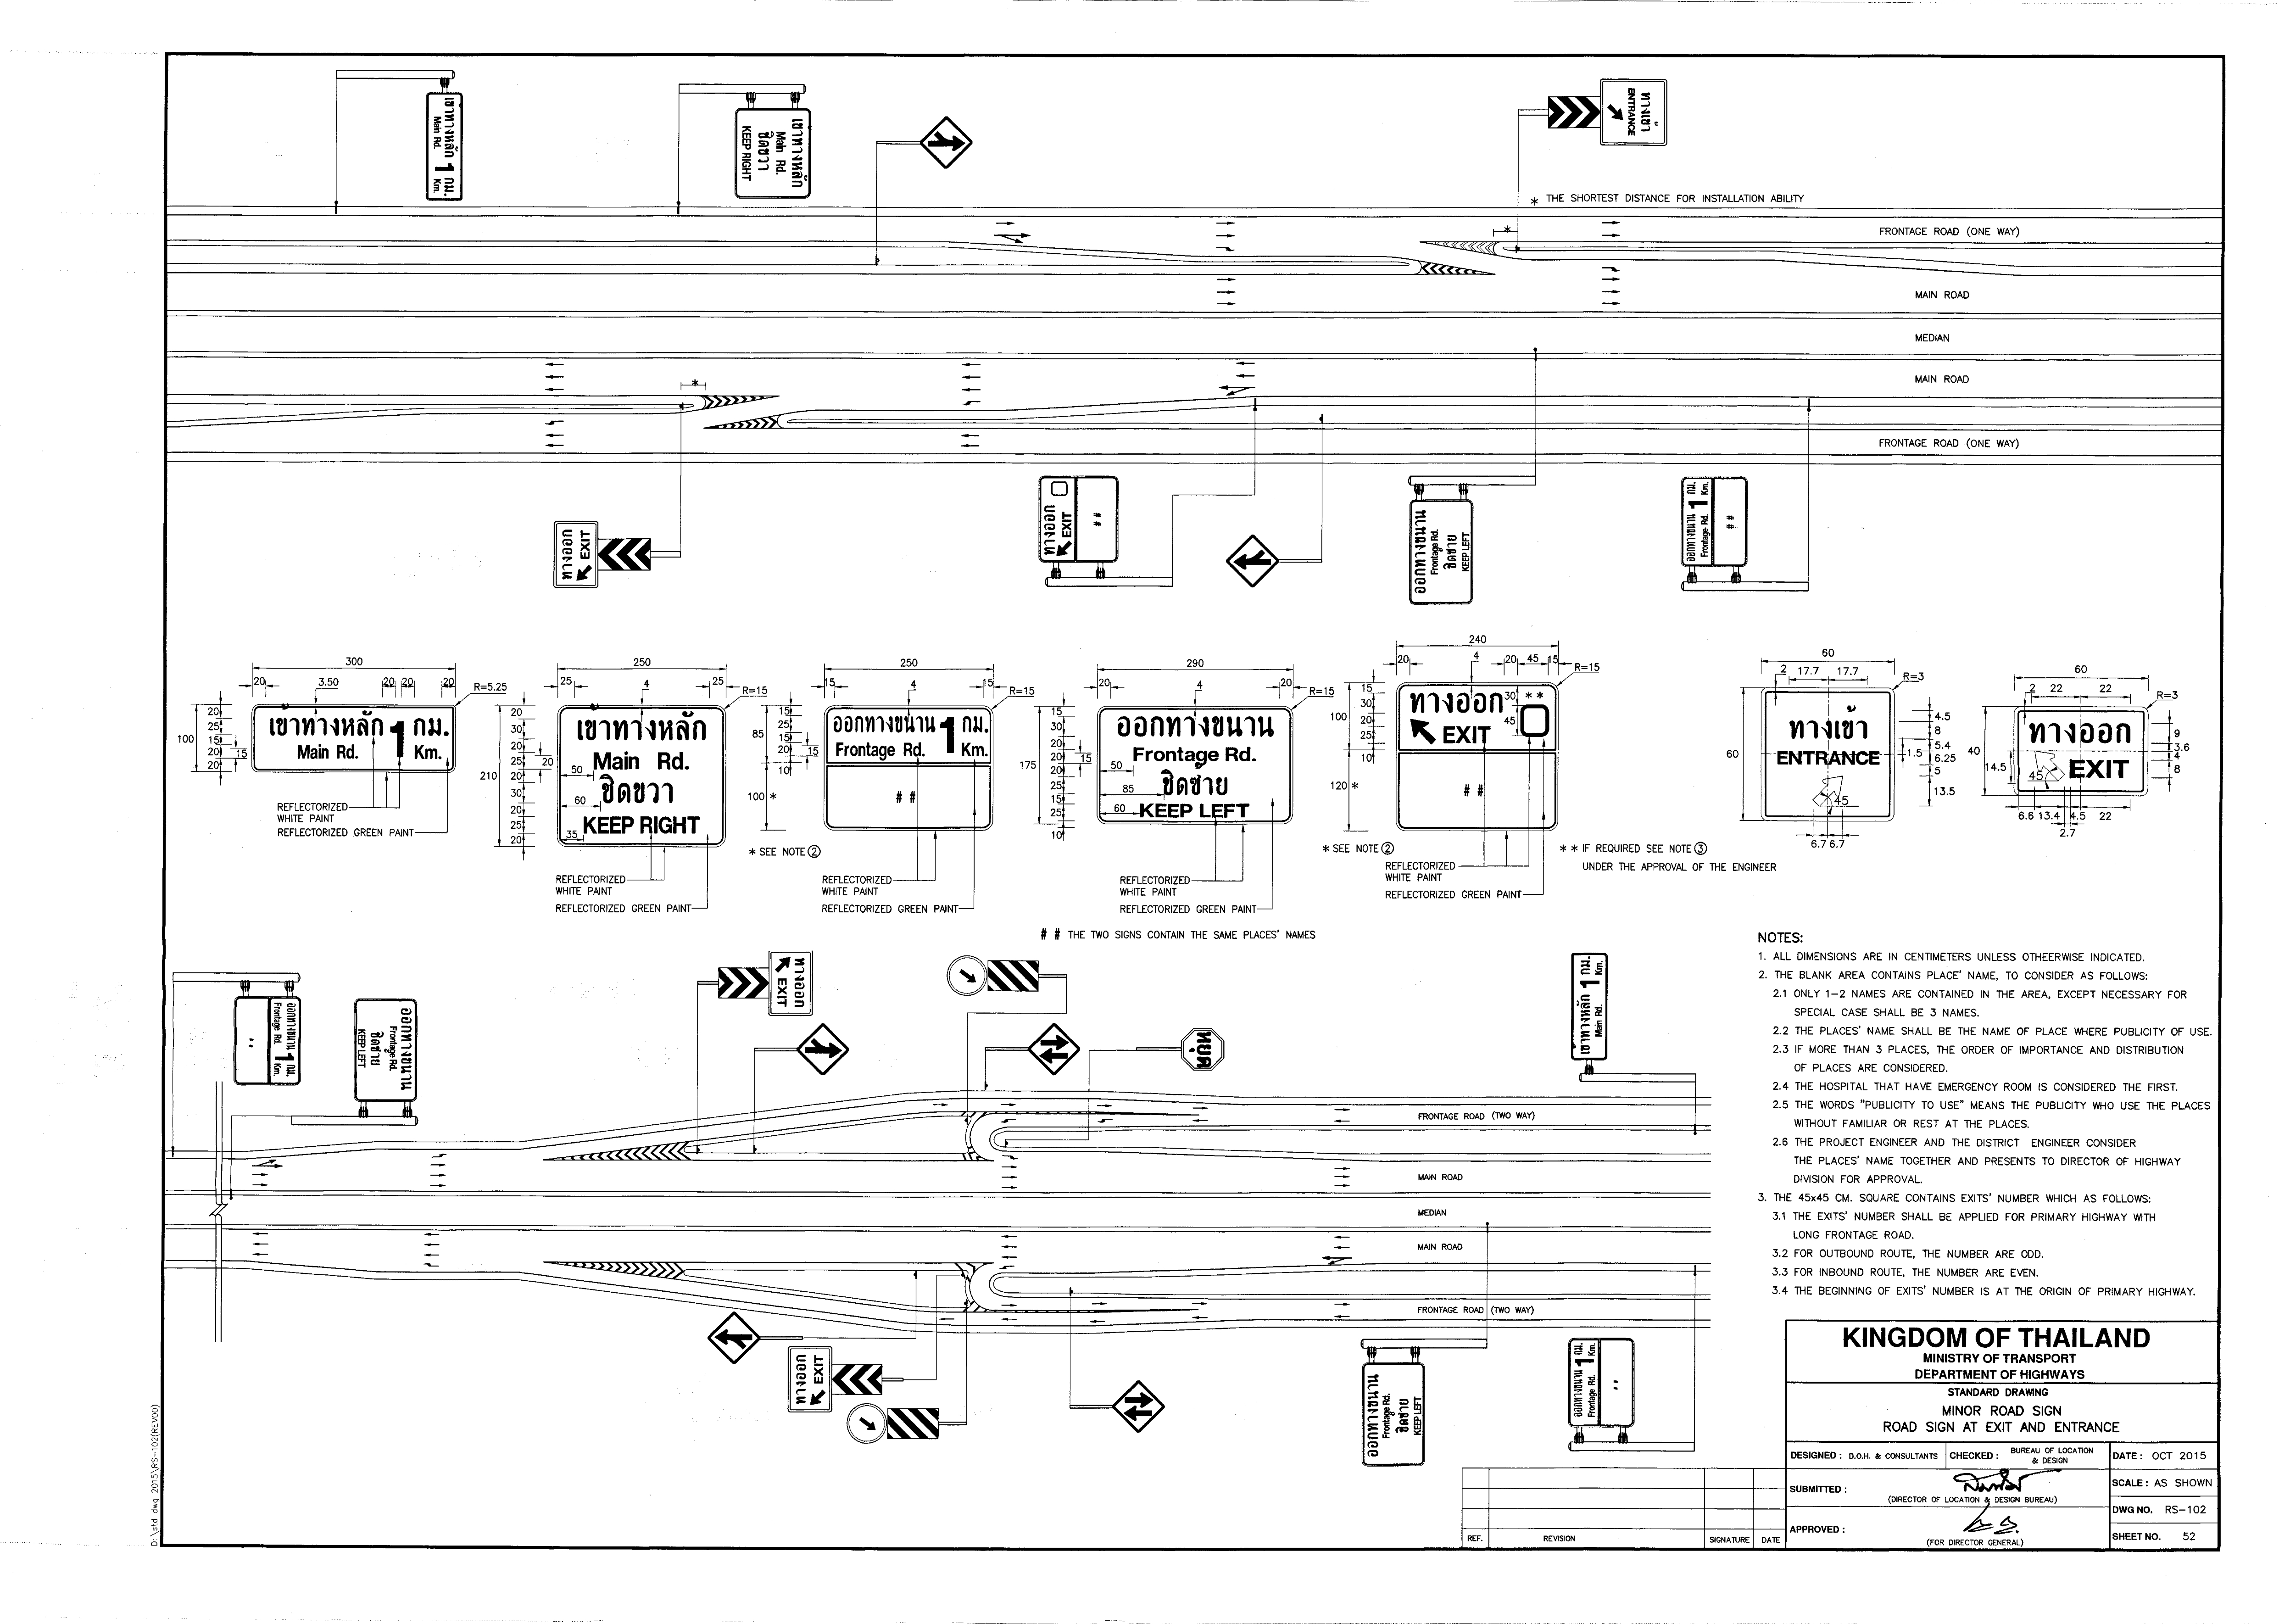 เข้าทางหลัก 1 กม.
Main Rd. Km.
เข้าทางหลัก
Main Rd.
ชิดขวา
KEEP RIGHT
ทางเข้า
ENTRANCE
* THE SHORTEST DISTANCE FOR INSTALLATION ABILITY
FRONTAGE ROAD (ONE WAY)
MAIN ROAD
MEDIAN
MAIN ROAD
FRONTAGE ROAD (ONE WAY)
*
*
ทางออก
EXIT
ทางออก
EXIT
# #
ออกทางขนาน
Frontage Rd.
ชิดซ้าย
KEEP LEFT
ออกทางขนาน 1 กม.
Frontage Rd. Km.
# #
300
20 3.50 20 20 20
R=5.25
100
20
25
15
20
20
15
เข้าทางหลัก 1 กม.
Main Rd. Km.
REFLECTORIZED
WHITE PAINT
REFLECTORIZED GREEN PAINT
250
25 4 25
R=15
210
20
30
20
25
20
30
20
25
20
20
เข้าทางหลัก
Main Rd.
50
ชิดขวา
60
KEEP RIGHT
35
REFLECTORIZED
WHITE PAINT
REFLECTORIZED GREEN PAINT
250
15 4 15
R=15
85
15
25
15
20
10
15
100 *
ออกทางขนาน 1 กม.
Frontage Rd. Km.
# #
* SEE NOTE 2
REFLECTORIZED
WHITE PAINT
REFLECTORIZED GREEN PAINT
290
20 4 20
R=15
175
15
30
20
20
20
25
15
25
10
15
ออกทางขนาน
Frontage Rd.
50
ชิดซ้าย
85
60
KEEP LEFT
REFLECTORIZED
WHITE PAINT
REFLECTORIZED GREEN PAINT
240
20 4 20 45 15
R=15
100
15
30
20
25
10
120 *
ทางออก
30 * *
45
EXIT
# #
* SEE NOTE 2
REFLECTORIZED
WHITE PAINT
REFLECTORIZED GREEN PAINT
* * IF REQUIRED SEE NOTE 3
UNDER THE APPROVAL OF THE ENGINEER
60
2 17.7 17.7
R=3
60
ทางเข้า
ENTRANCE
45
4.5
8
5.4
6.25
5
13.5
1.5
6.7 6.7
60
2 22 22
R=3
40
14.5
ทางออก
45
EXIT
9
3.6
4
8
6.6 13.4 4.5 22
2.7
# # THE TWO SIGNS CONTAIN THE SAME PLACES' NAMES
ออกทางขนาน 1 กม.
Frontage Rd. Km.
ออกทางขนาน
Frontage Rd.
ชิดซ้าย
KEEP LEFT
ทางออก
EXIT
หยุด
เข้าทางหลัก 1 กม.
Main Rd. Km.
FRONTAGE ROAD (TWO WAY)
MAIN ROAD
MEDIAN
MAIN ROAD
FRONTAGE ROAD (TWO WAY)
ทางออก
EXIT
ออกทางขนาน
Frontage Rd.
ชิดซ้าย
KEEP LEFT
ออกทางขนาน 1 กม.
Frontage Rd. Km.
NOTES:
1. ALL DIMENSIONS ARE IN CENTIMETERS UNLESS OTHEERWISE INDICATED.
2. THE BLANK AREA CONTAINS PLACE' NAME, TO CONSIDER AS FOLLOWS:
2.1 ONLY 1-2 NAMES ARE CONTAINED IN THE AREA, EXCEPT NECESSARY FOR
SPECIAL CASE SHALL BE 3 NAMES.
2.2 THE PLACES' NAME SHALL BE THE NAME OF PLACE WHERE PUBLICITY OF USE.
2.3 IF MORE THAN 3 PLACES, THE ORDER OF IMPORTANCE AND DISTRIBUTION
OF PLACES ARE CONSIDERED.
2.4 THE HOSPITAL THAT HAVE EMERGENCY ROOM IS CONSIDERED THE FIRST.
2.5 THE WORDS "PUBLICITY TO USE" MEANS THE PUBLICITY WHO USE THE PLACES
WITHOUT FAMILIAR OR REST AT THE PLACES.
2.6 THE PROJECT ENGINEER AND THE DISTRICT ENGINEER CONSIDER
THE PLACES' NAME TOGETHER AND PRESENTS TO DIRECTOR OF HIGHWAY
DIVISION FOR APPROVAL.
3. THE 45x45 CM. SQUARE CONTAINS EXITS' NUMBER WHICH AS FOLLOWS:
3.1 THE EXITS' NUMBER SHALL BE APPLIED FOR PRIMARY HIGHWAY WITH
LONG FRONTAGE ROAD.
3.2 FOR OUTBOUND ROUTE, THE NUMBER ARE ODD.
3.3 FOR INBOUND ROUTE, THE NUMBER ARE EVEN.
3.4 THE BEGINNING OF EXITS' NUMBER IS AT THE ORIGIN OF PRIMARY HIGHWAY.
KINGDOM OF THAILAND
MINISTRY OF TRANSPORT
DEPARTMENT OF HIGHWAYS
STANDARD DRAWING
MINOR ROAD SIGN
ROAD SIGN AT EXIT AND ENTRANCE
DESIGNED : D.O.H. & CONSULTANTS
CHECKED : BUREAU OF LOCATION & DESIGN
DATE : OCT 2015
SUBMITTED :
(DIRECTOR OF LOCATION & DESIGN BUREAU)
SCALE : AS SHOWN
DWG NO. RS-102
APPROVED :
(FOR DIRECTOR GENERAL)
SHEET NO. 52
REF. REVISION SIGNATURE DATE
D:\std dwg 2015\RS-102(REV00)